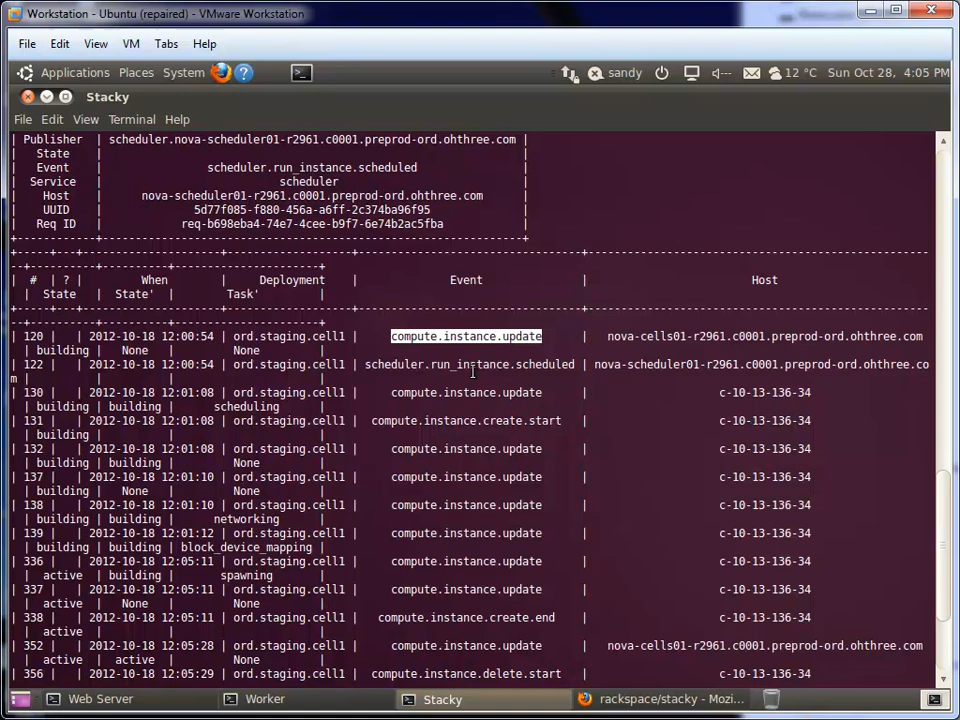 Workstation - Ubuntu (repaired) - VMware Workstation
File Edit View VM Tabs Help
Applications Places System ? sandy 12 °C Sun Oct 28, 4:05 PM
Stacky
File Edit View Terminal Help
| Publisher | scheduler.nova-scheduler01-r2961.c0001.preprod-ord.ohthree.com |
| State | |
| Event | scheduler.run_instance.scheduled |
| Service | scheduler |
| Host | nova-scheduler01-r2961.c0001.preprod-ord.ohthree.com |
| UUID | 5d77f085-f880-456a-a6ff-2c374ba96f95 |
| Req ID | req-b698eba4-74e7-4cee-b9f7-6e74b2ac5fba |
| # | ? | When | Deployment | Event | Host
| State | State' | Task' |
| 120 | | 2012-10-18 12:00:54 | ord.staging.cell1 | compute.instance.update | nova-cells01-r2961.c0001.preprod-ord.ohthree.com
| building | None | None |
| 122 | | 2012-10-18 12:00:54 | ord.staging.cell1 | scheduler.run_instance.scheduled | nova-scheduler01-r2961.c0001.preprod-ord.ohthree.co
m | | | |
| 130 | | 2012-10-18 12:01:08 | ord.staging.cell1 | compute.instance.update | c-10-13-136-34
| building | building | scheduling |
| 131 | | 2012-10-18 12:01:08 | ord.staging.cell1 | compute.instance.create.start | c-10-13-136-34
| building | | |
| 132 | | 2012-10-18 12:01:08 | ord.staging.cell1 | compute.instance.update | c-10-13-136-34
| building | building | None |
| 137 | | 2012-10-18 12:01:10 | ord.staging.cell1 | compute.instance.update | c-10-13-136-34
| building | None | None |
| 138 | | 2012-10-18 12:01:10 | ord.staging.cell1 | compute.instance.update | c-10-13-136-34
| building | building | networking |
| 139 | | 2012-10-18 12:01:12 | ord.staging.cell1 | compute.instance.update | c-10-13-136-34
| building | building | block_device_mapping |
| 336 | | 2012-10-18 12:05:11 | ord.staging.cell1 | compute.instance.update | c-10-13-136-34
| active | building | spawning |
| 337 | | 2012-10-18 12:05:11 | ord.staging.cell1 | compute.instance.update | c-10-13-136-34
| active | None | None |
| 338 | | 2012-10-18 12:05:11 | ord.staging.cell1 | compute.instance.create.end | c-10-13-136-34
| active | | |
| 352 | | 2012-10-18 12:05:28 | ord.staging.cell1 | compute.instance.update | nova-cells01-r2961.c0001.preprod-ord.ohthree.com
| active | active | None |
| 356 | | 2012-10-18 12:05:29 | ord.staging.cell1 | compute.instance.delete.start | c-10-13-136-34
Web Server Worker Stacky rackspace/stacky - Mozi...